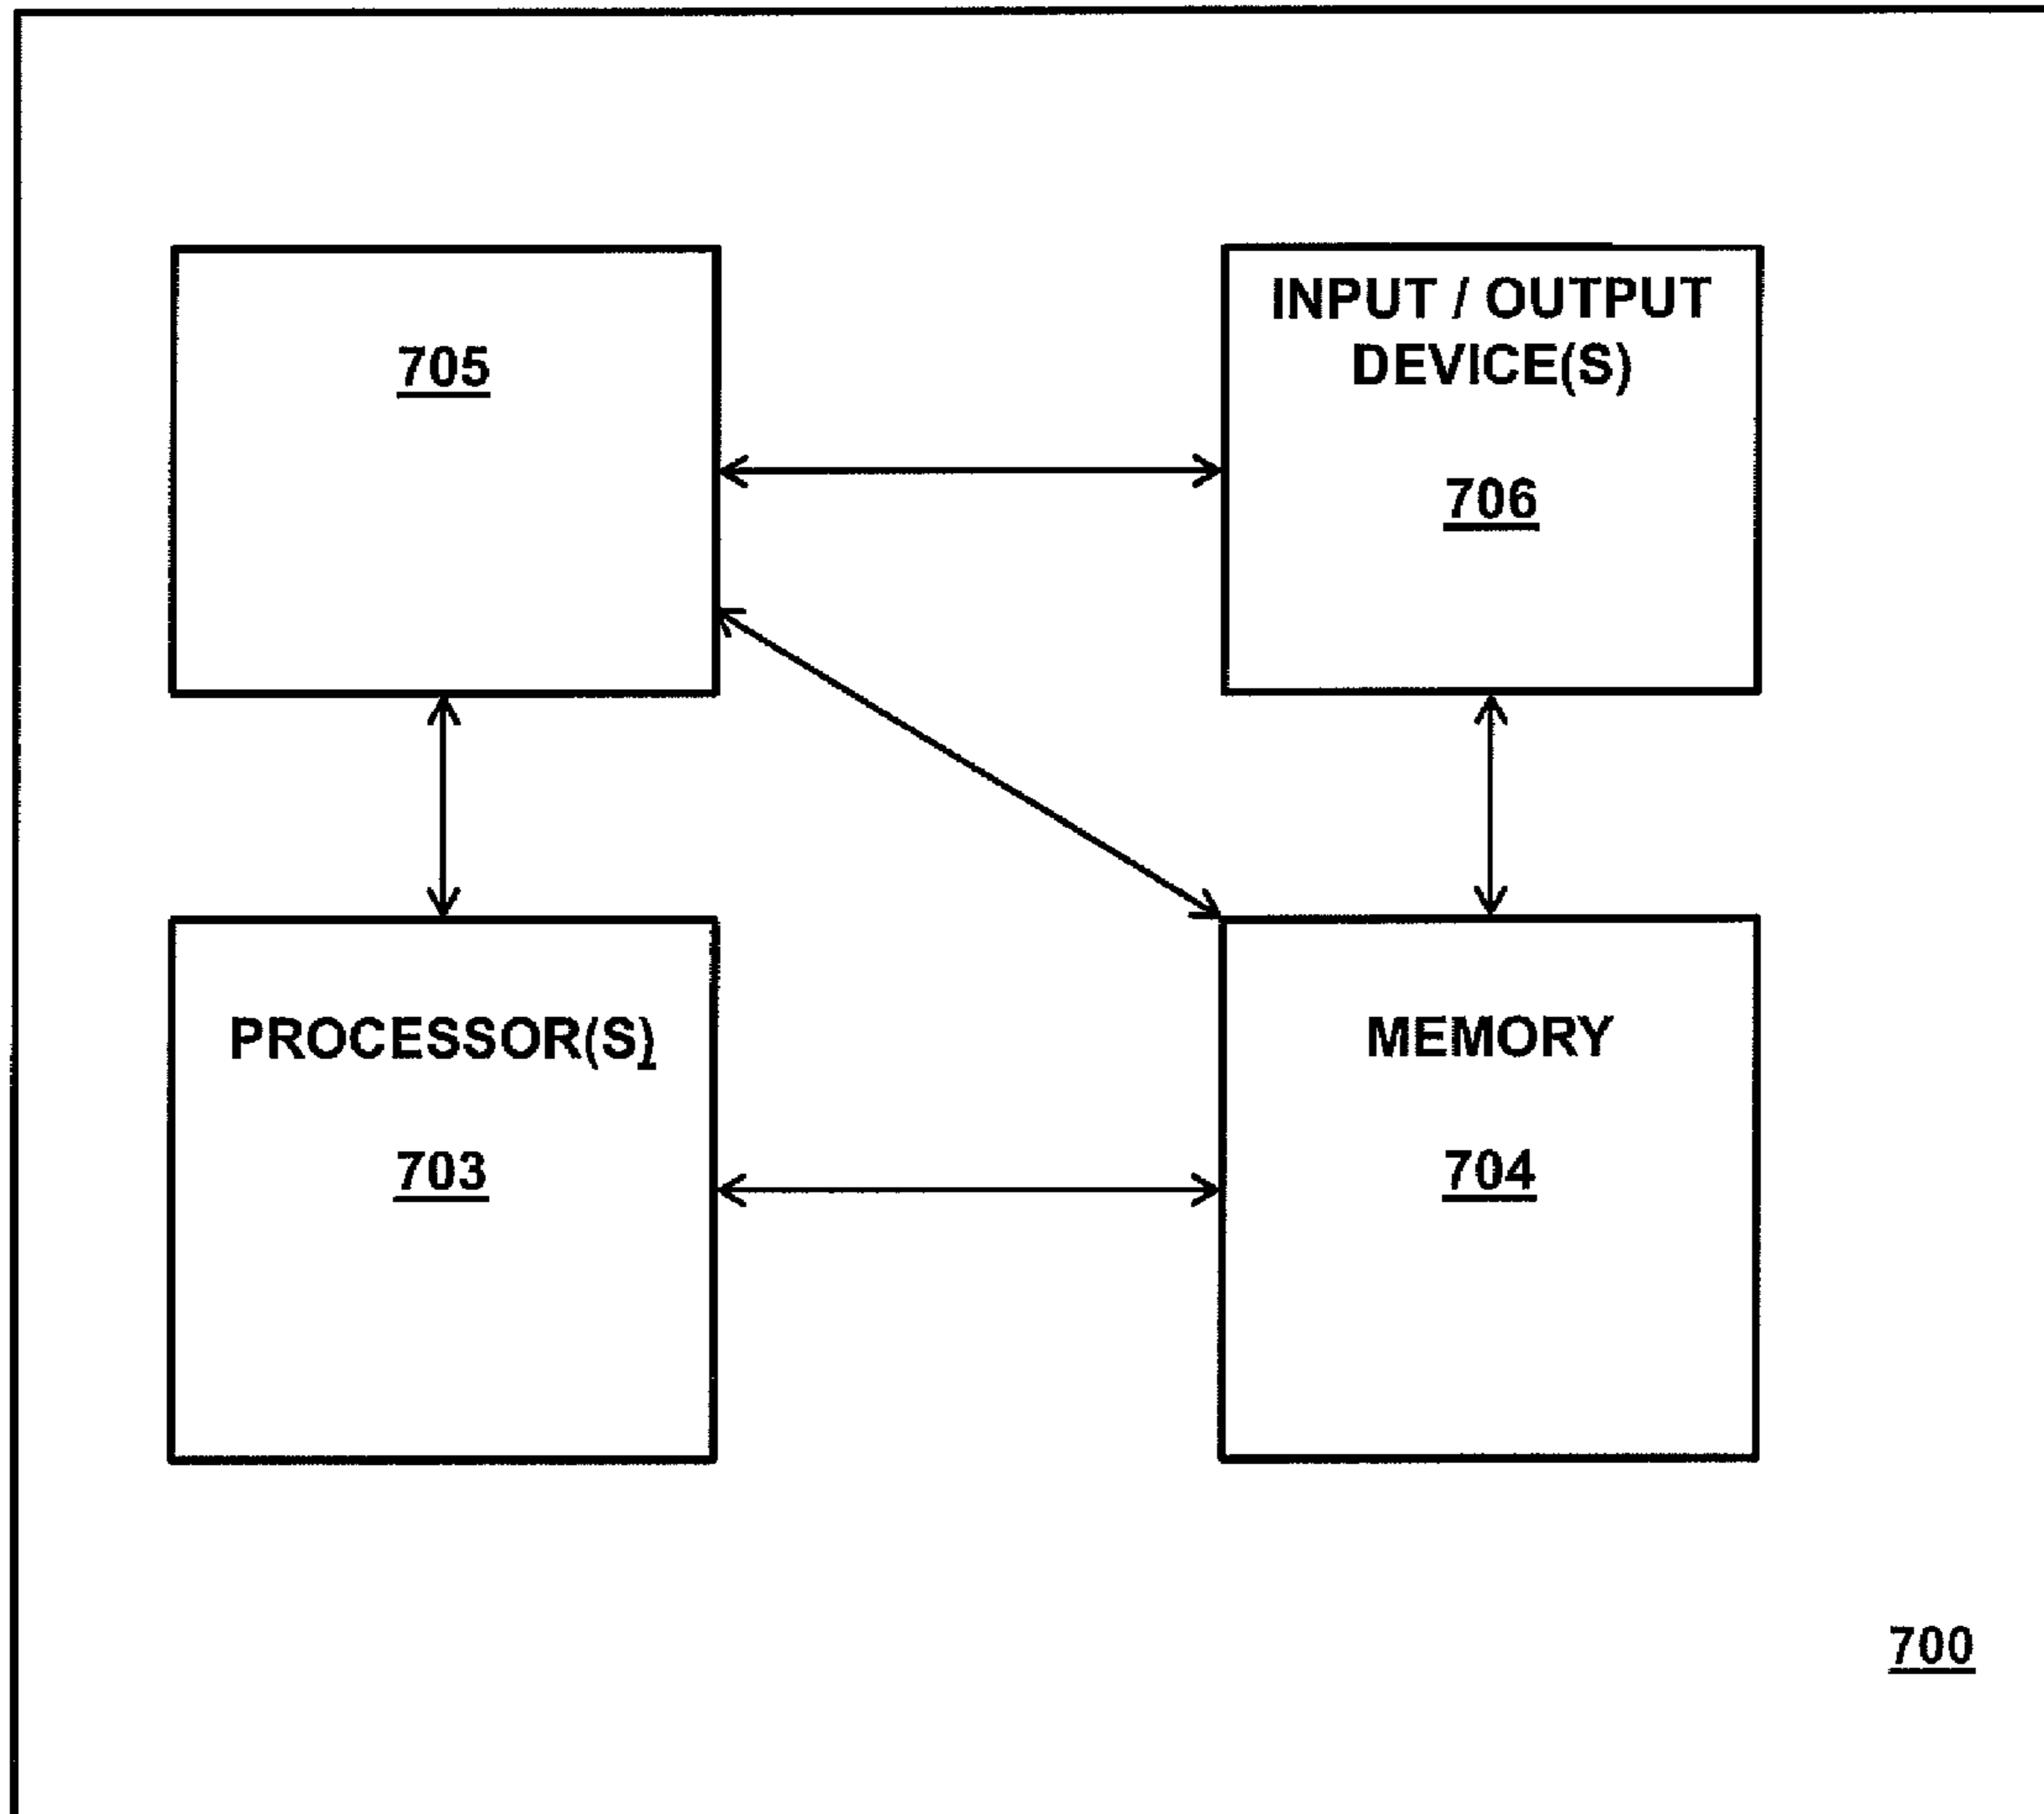 705
INPUT / OUTPUT
DEVICE(S)
706
PROCESSOR(S)
703
MEMORY
704
700